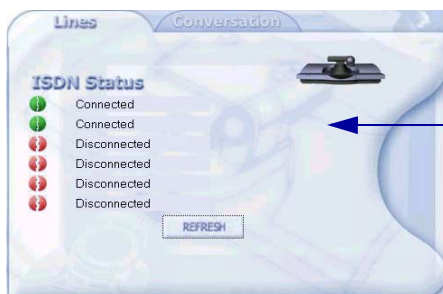 Lines
Conversation
ISDN Status
Connected
Connected
Disconnected
Disconnected
Disconnected
Disconnected
REFRESH